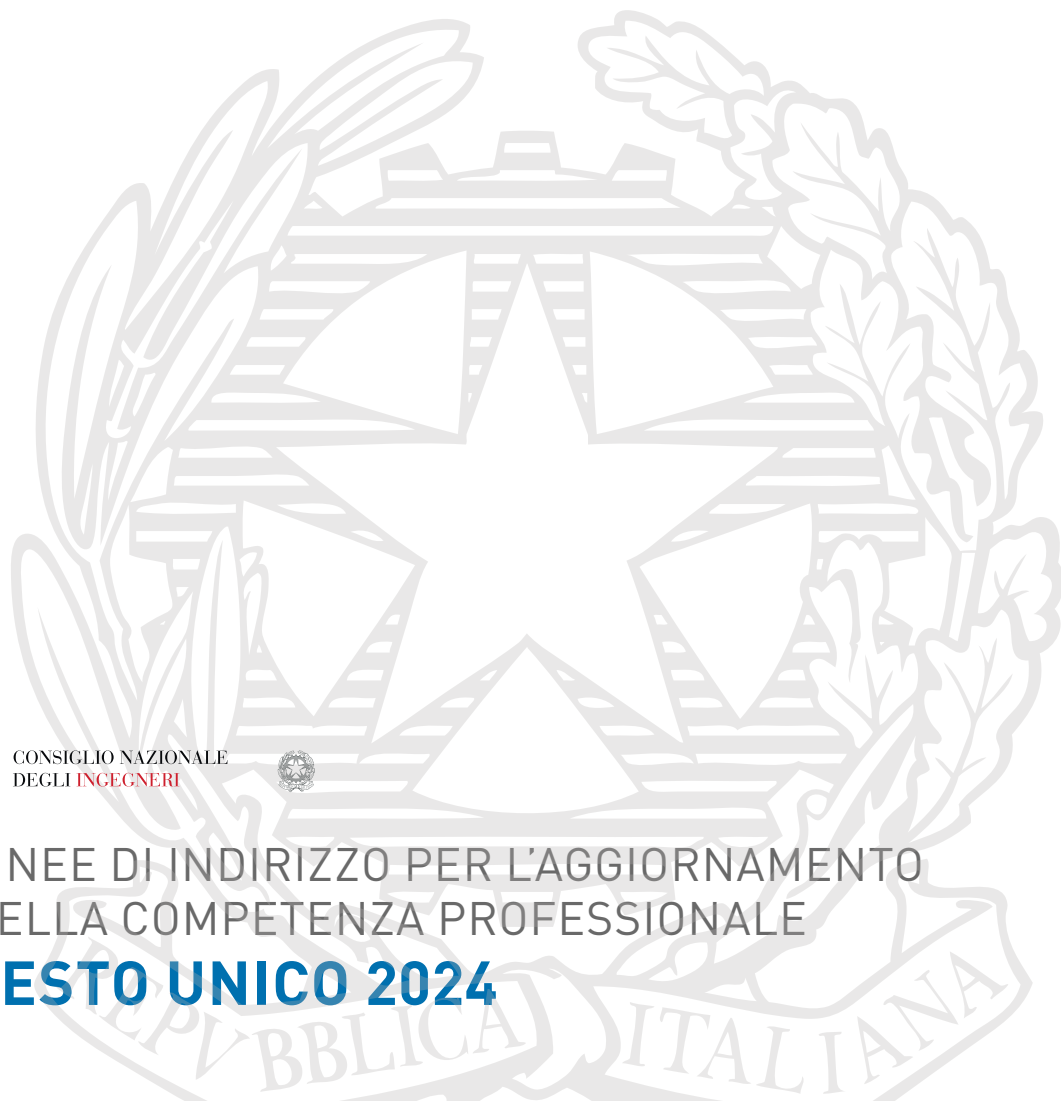 CONSIGLIO NAZIONALE
DEGLI INGEGNERI
NEE DI INDIRIZZO PER L'AGGIORNAMENTO
ELLA COMPETENZA PROFESSIONALE
ESTO UNICO 2024
REPVBBLICA ITALIANA